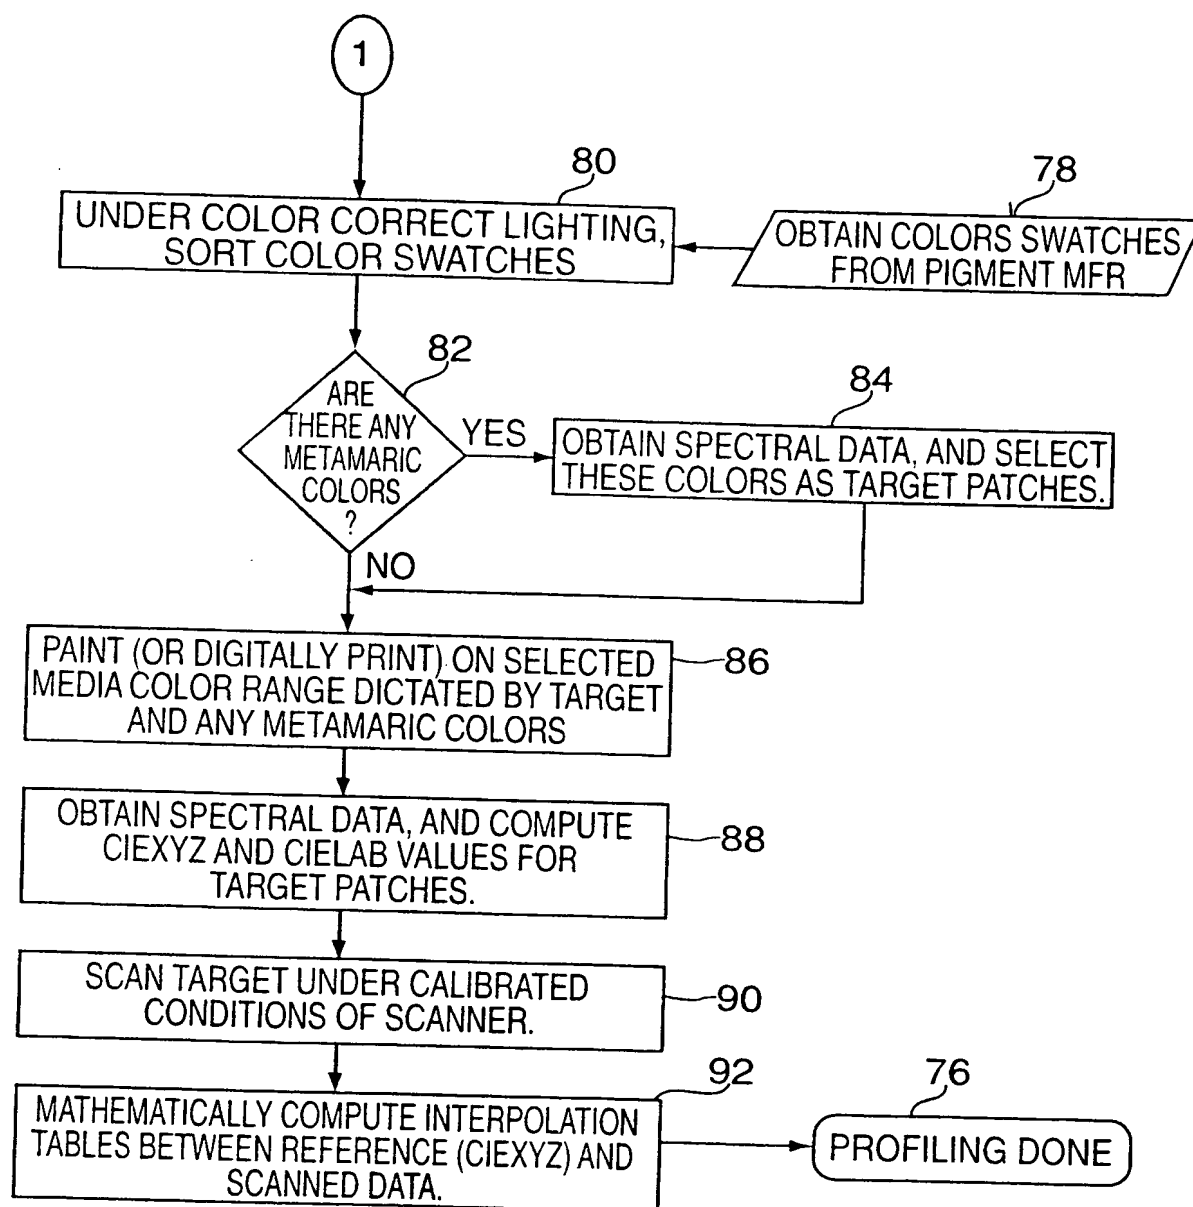 1
80
78
UNDER COLOR CORRECT LIGHTING,
SORT COLOR SWATCHES
OBTAIN COLORS SWATCHES
FROM PIGMENT MFR
82
84
ARE
THERE ANY
METAMARIC
COLORS
?
YES
OBTAIN SPECTRAL DATA, AND SELECT
THESE COLORS AS TARGET PATCHES.
NO
PAINT (OR DIGITALLY PRINT) ON SELECTED
MEDIA COLOR RANGE DICTATED BY TARGET
AND ANY METAMARIC COLORS
86
OBTAIN SPECTRAL DATA, AND COMPUTE
CIEXYZ AND CIELAB VALUES FOR
TARGET PATCHES.
88
SCAN TARGET UNDER CALIBRATED
CONDITIONS OF SCANNER.
90
92
76
MATHEMATICALLY COMPUTE INTERPOLATION
TABLES BETWEEN REFERENCE (CIEXYZ) AND
SCANNED DATA.
PROFILING DONE